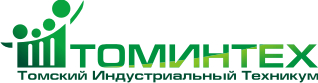 ТОМИНТЕХ
Томский Индустриальный Техникум